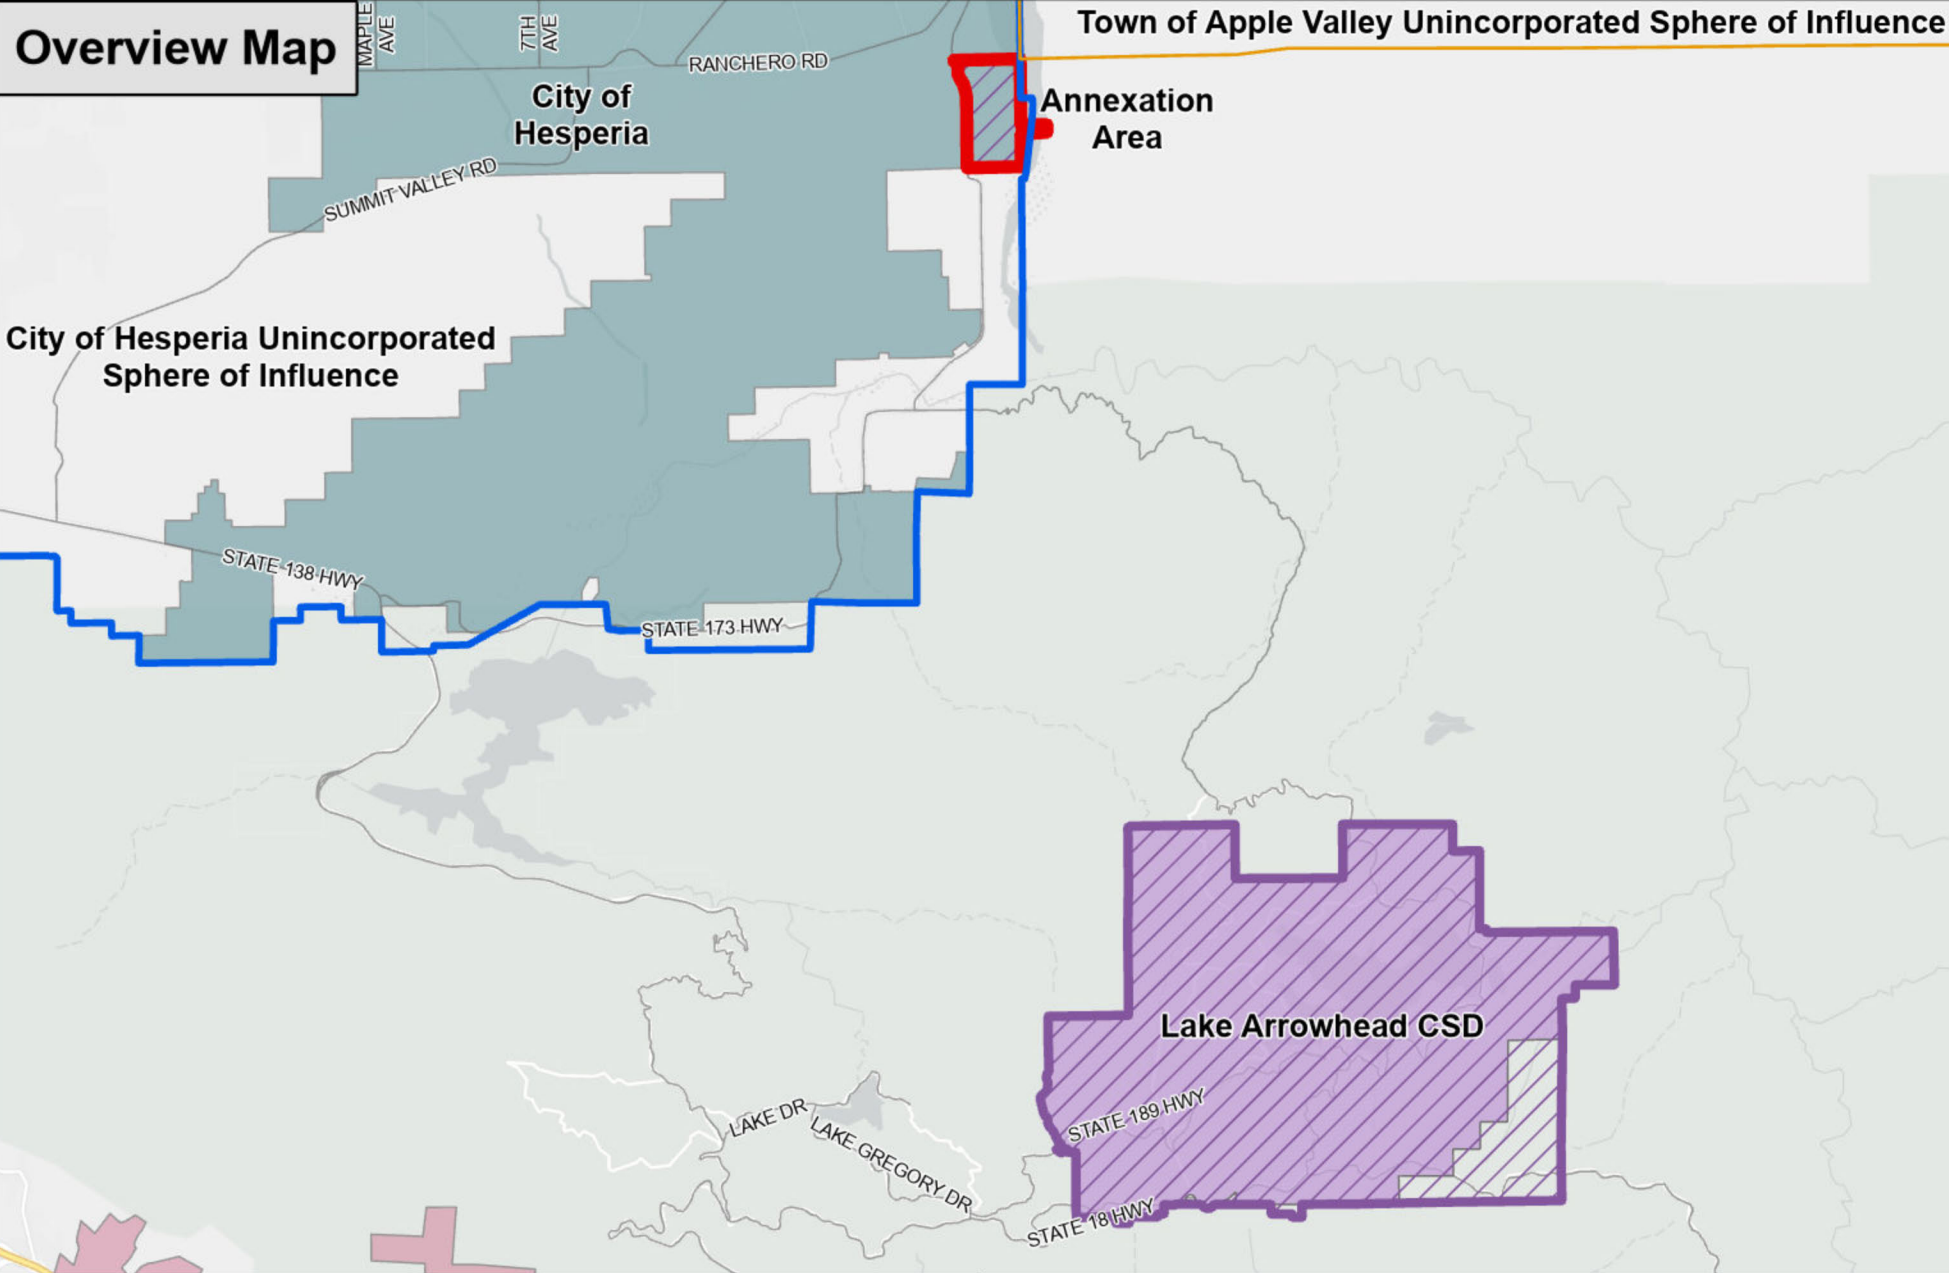 Overview Map
MAPLE
AVE
7TH
AVE
RANCHERO RD
Town of Apple Valley Unincorporated Sphere of Influence
City of
Hesperia
Annexation
Area
SUMMIT VALLEY RD
City of Hesperia Unincorporated
Sphere of Influence
STATE 138 HWY
STATE 173 HWY
Lake Arrowhead CSD
STATE 189 HWY
LAKE DR
LAKE GREGORY DR
STATE 18 HWY